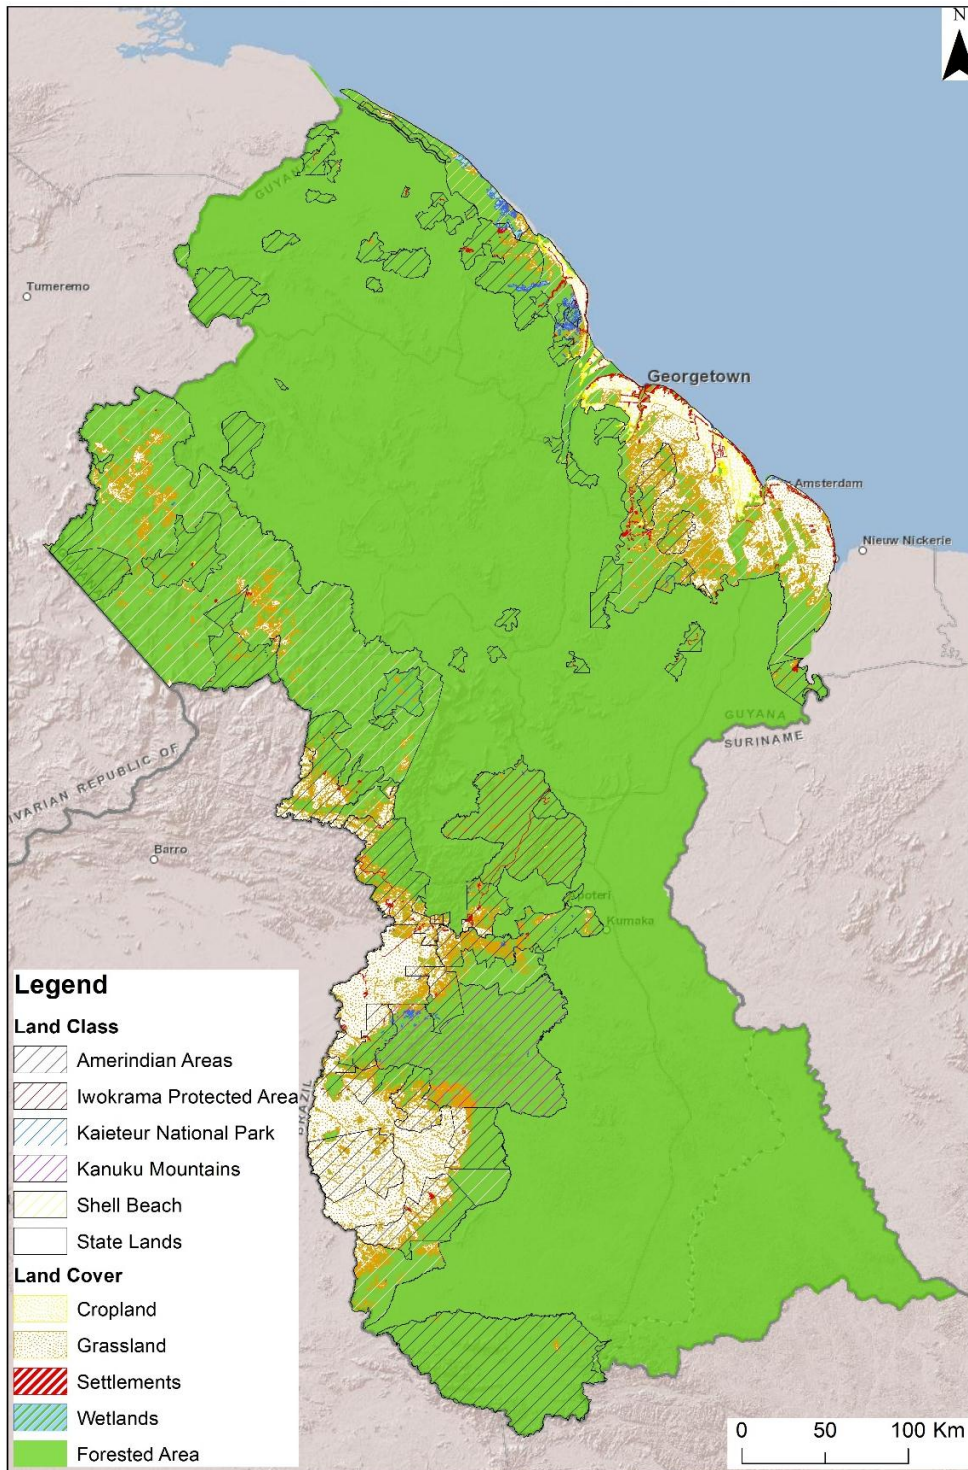 N
GUYANA
Tumeremo
Georgetown
Amsterdam
Nieuw Nickerie
GUYANA
SURINAME
IVARIAN REPUBLIC OF
Barro
poteri
Kumaka
BRAZIL
Legend
Land Class
Amerindian Areas
Iwokrama Protected Area
Kaieteur National Park
Kanuku Mountains
Shell Beach
State Lands
Land Cover
Cropland
Grassland
Settlements
Wetlands
Forested Area
0 50 100 Km